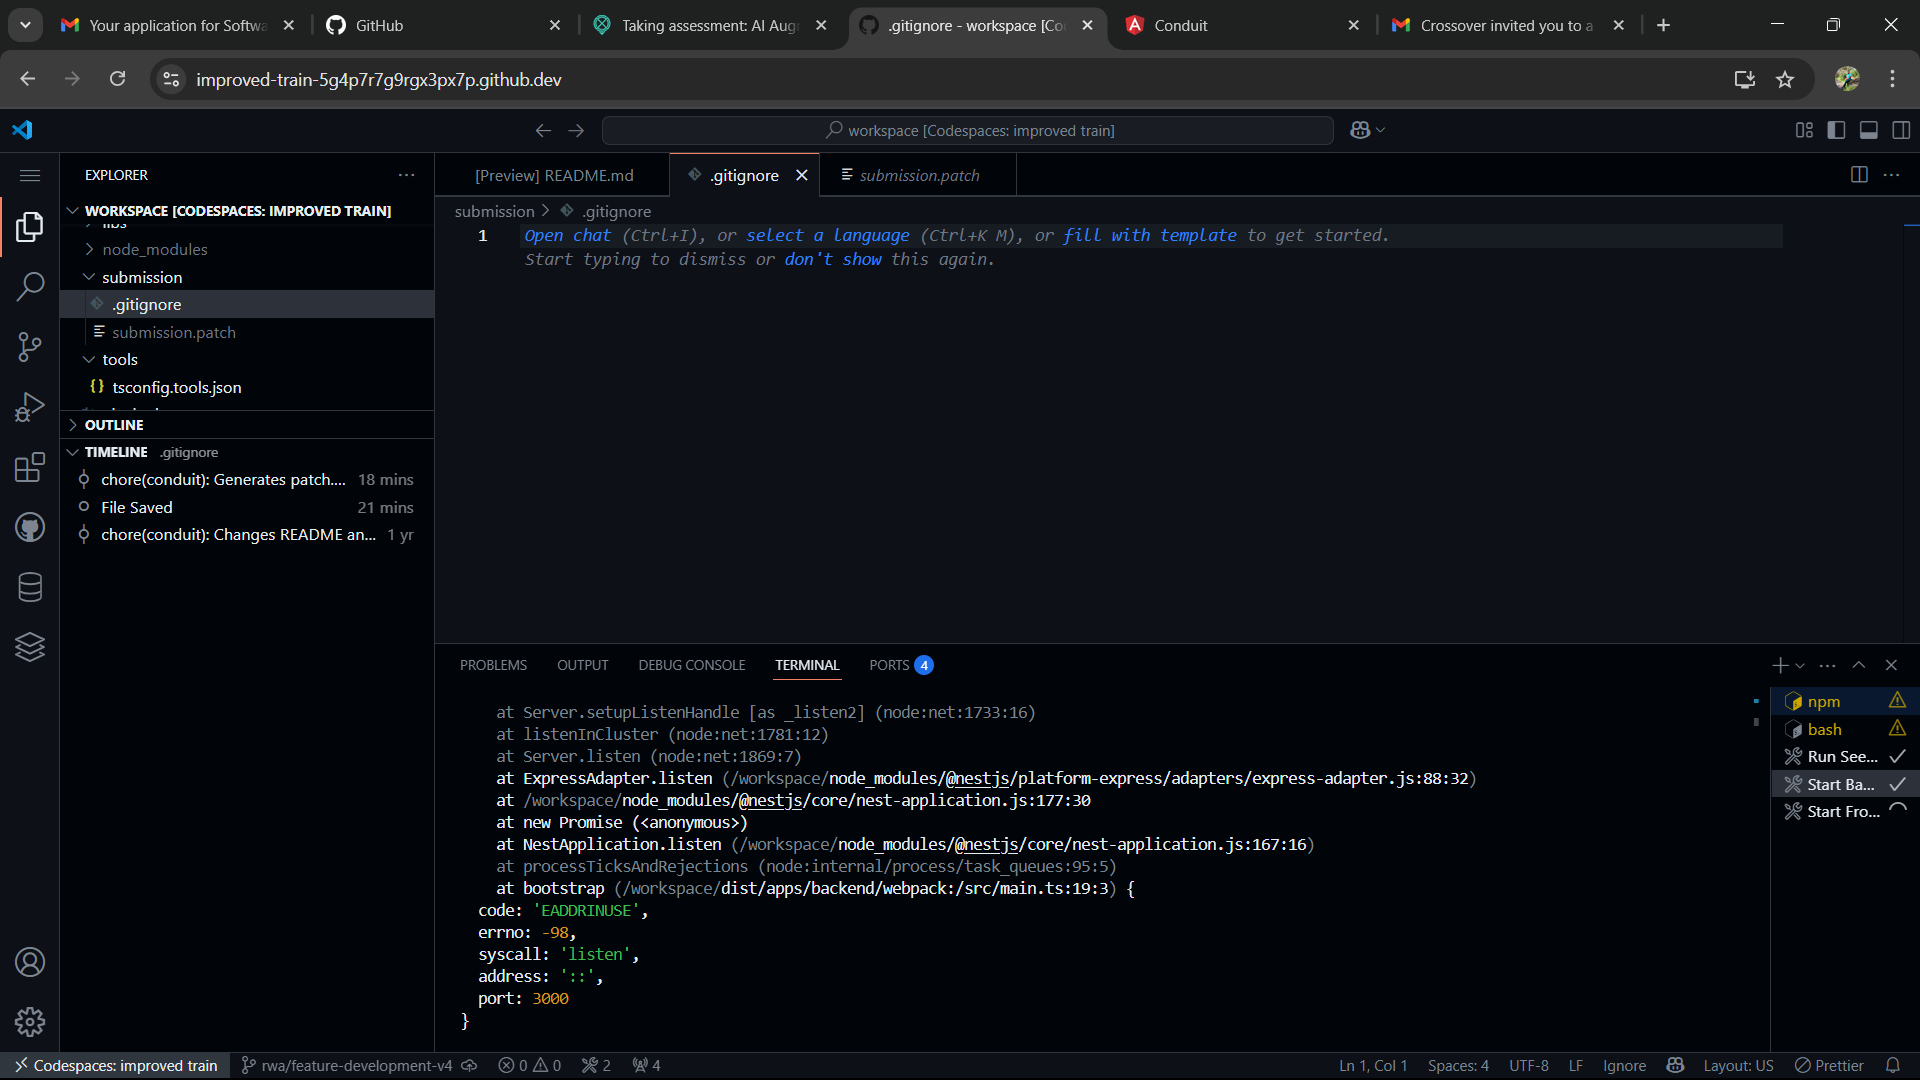 Your application for Softwa
GitHub
Taking assessment: AI Aug
.gitignore - workspace [Co
Conduit
Crossover invited you to a
improved-train-5g4p7r7g9rgx3px7p.github.dev
workspace [Codespaces: improved train]
EXPLORER
WORKSPACE [CODESPACES: IMPROVED TRAIN]
libs
node_modules
submission
.gitignore
submission.patch
tools
tsconfig.tools.json
OUTLINE
TIMELINE .gitignore
chore(conduit): Generates patch.... 18 mins
File Saved 21 mins
chore(conduit): Changes README an... 1 yr
[Preview] README.md
.gitignore
submission.patch
submission > .gitignore
1 Open chat (Ctrl+I), or select a language (Ctrl+K M), or fill with template to get started.
Start typing to dismiss or don't show this again.
PROBLEMS OUTPUT DEBUG CONSOLE TERMINAL PORTS 4
at Server.setupListenHandle [as _listen2] (node:net:1733:16)
at listenInCluster (node:net:1781:12)
at Server.listen (node:net:1869:7)
at ExpressAdapter.listen (/workspace/node_modules/@nestjs/platform-express/adapters/express-adapter.js:88:32)
at /workspace/node_modules/@nestjs/core/nest-application.js:177:30
at new Promise (<anonymous>)
at NestApplication.listen (/workspace/node_modules/@nestjs/core/nest-application.js:167:16)
at processTicksAndRejections (node:internal/process/task_queues:95:5)
at bootstrap (/workspace/dist/apps/backend/webpack:/src/main.ts:19:3) {
code: 'EADDRINUSE',
errno: -98,
syscall: 'listen',
address: '::',
port: 3000
}
npm
bash
Run See...
Start Ba...
Start Fro...
Codespaces: improved train
rwa/feature-development-v4
0 0
2
4
Ln 1, Col 1
Spaces: 4
UTF-8
LF
Ignore
Layout: US
Prettier